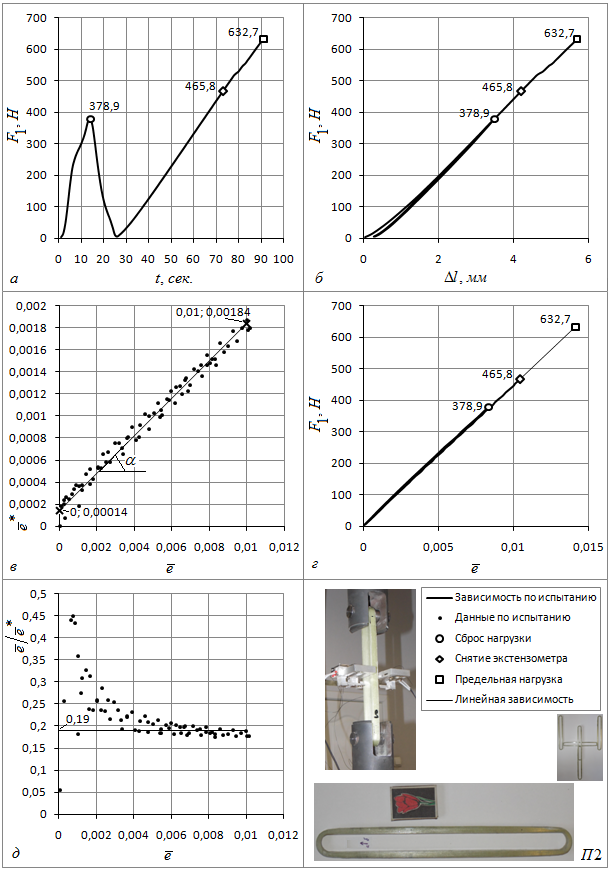 700
600
500
400
300
200
100
0
F1, Н
632,7
465,8
378,9
0 10 20 30 40 50 60 70 80 90 100
а
t, сек.
700
600
500
400
300
200
100
0
F1, Н
632,7
465,8
378,9
0 2 4 6
б
Δl, мм
0,002
0,0018
0,0016
0,0014
0,0012
0,001
0,0008
0,0006
0,0004
0,0002
0
e̅*
0,01; 0,00184
α
0; 0,00014
0 0,002 0,004 0,006 0,008 0,01 0,012
в
e̅
700
600
500
400
300
200
100
0
F1, Н
632,7
465,8
378,9
0 0,005 0,01 0,015
г
e̅
0,5
0,45
0,4
0,35
0,3
0,25
0,2
0,15
0,1
0,05
0
e̅/e̅*
0,19
0 0,002 0,004 0,006 0,008 0,01 0,012
д
e̅
Зависимость по испытанию
Данные по испытанию
Сброс нагрузки
Снятие экстензометра
Предельная нагрузка
Линейная зависимость
П2